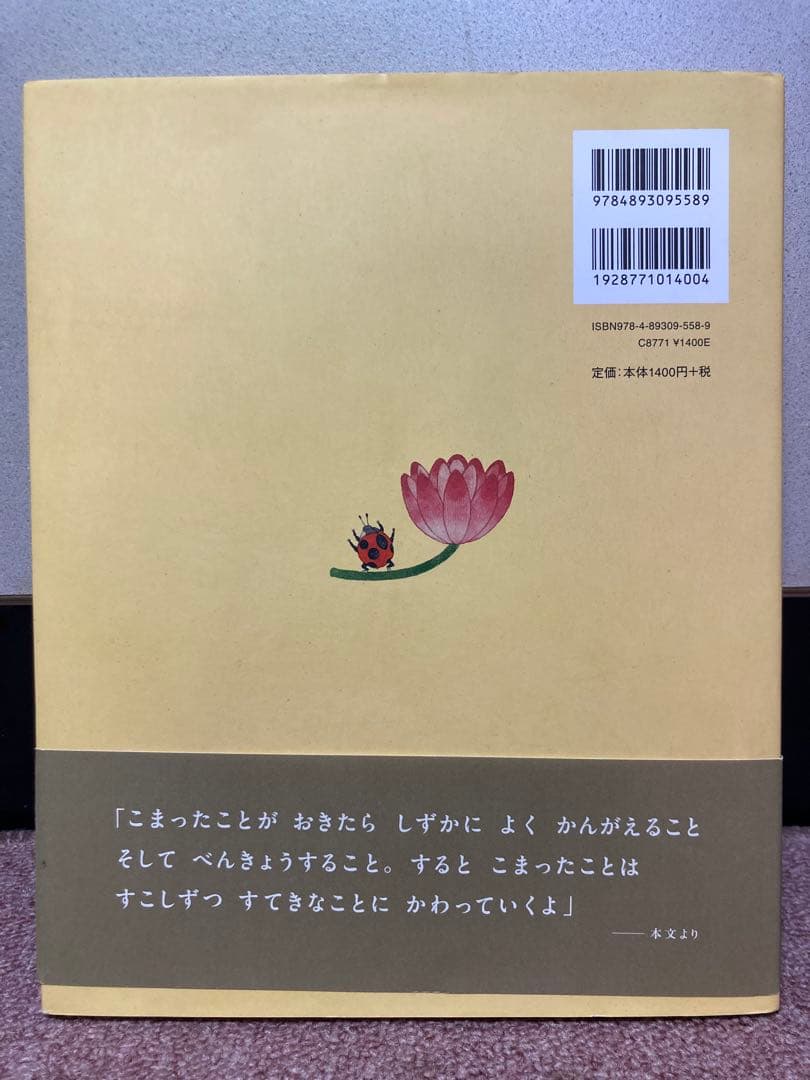 9784893095589
1928771014004
ISBN978-4-89309-558-9
C8771 ¥1400E
定価：本体1400円+税
「こまったことが おきたら しずかに よく かんがえること
そして べんきょうすること。すると こまったことは
すこしずつ すてきなことに かわっていくよ」
—— 本文より